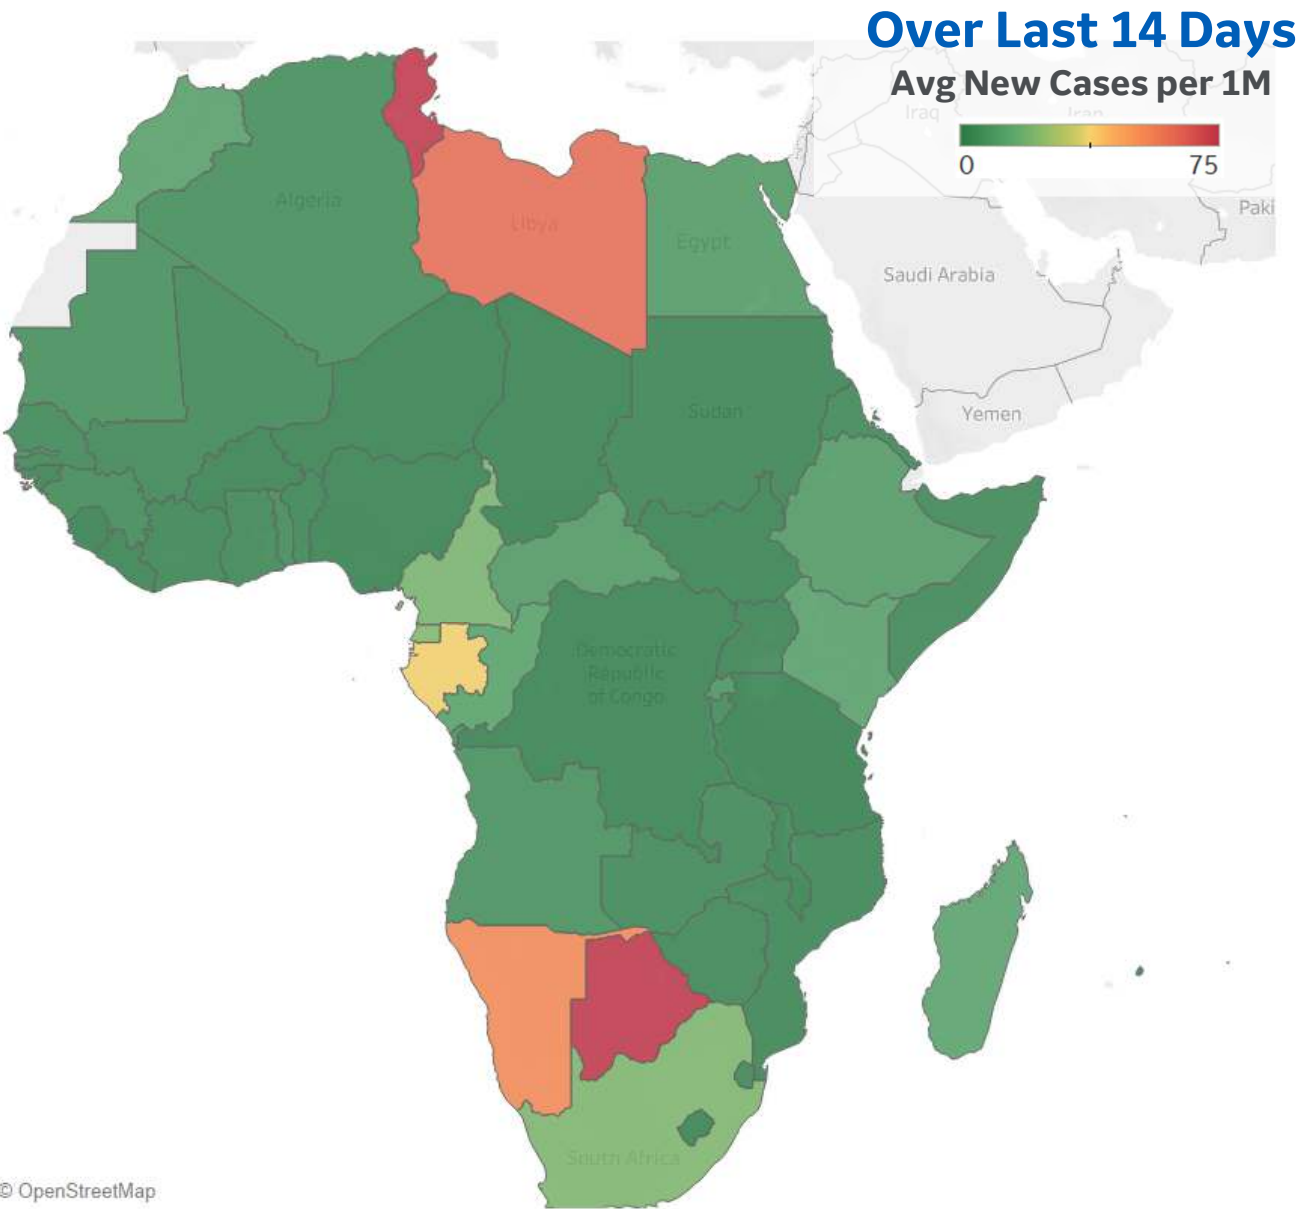 Over Last 14 Days
Avg New Cases per 1M
Iraq
Iran
0
75
Algeria
Libya
Egypt
Paki
Saudi Arabia
Sudan
Yemen
Democratic
Republic
of Congo
South Africa
© OpenStreetMap